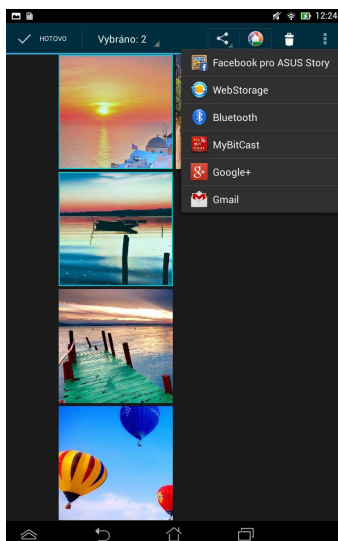 12:24
HOTOVO
Vybráno: 2
Facebook pro ASUS Story
WebStorage
Bluetooth
MyBitCast
Google+
Gmail